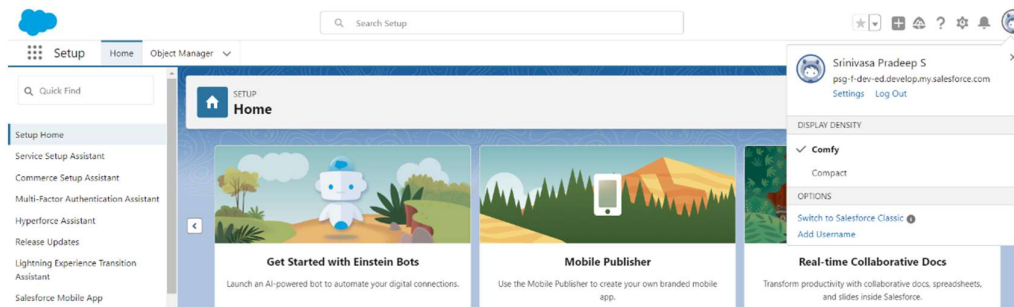 Search Setup
Setup
Home
Object Manager
Quick Find
Setup Home
Service Setup Assistant
Commerce Setup Assistant
Multi-Factor Authentication Assistant
Hyperforce Assistant
Release Updates
Lightning Experience Transition
Assistant
Salesforce Mobile App
SETUP
Home
Get Started with Einstein Bots
Launch an AI-powered bot to automate your digital connections.
Mobile Publisher
Use the Mobile Publisher to create your own branded mobile
app.
Real-time Collaborative Docs
Transform productivity with collaborative docs, spreadsheets,
and slides inside Salesforce.
Srinivasa Pradeep S
psg-f-dev-ed.develop.my.salesforce.com
Settings Log Out
DISPLAY DENSITY
Comfy
Compact
OPTIONS
Switch to Salesforce Classic
Add Username